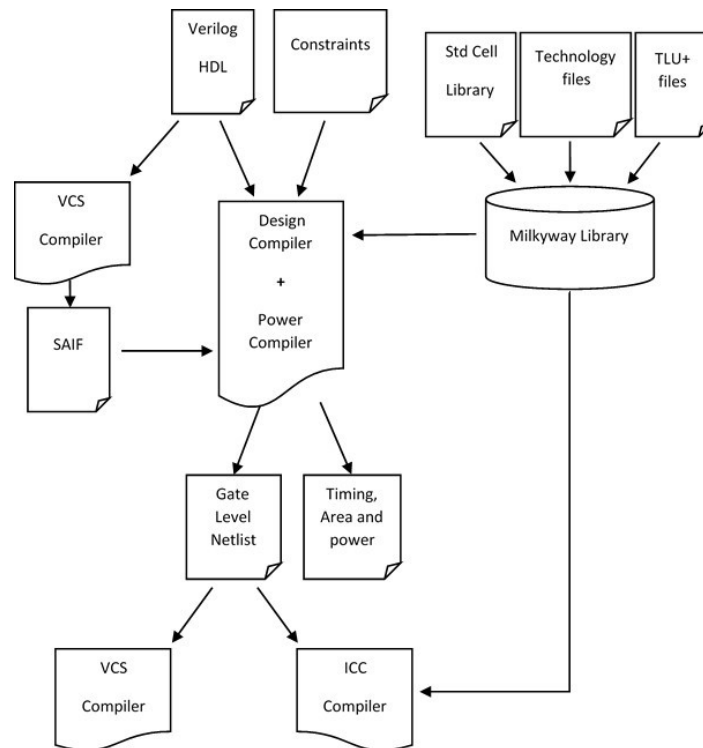 Verilog
HDL
Constraints
Std Cell
Library
Technology
files
TLU+
files
VCS
Compiler
Design
Compiler
+
Power
Compiler
Milkyway Library
SAIF
Gate
Level
Netlist
Timing,
Area and
power
VCS
Compiler
ICC
Compiler